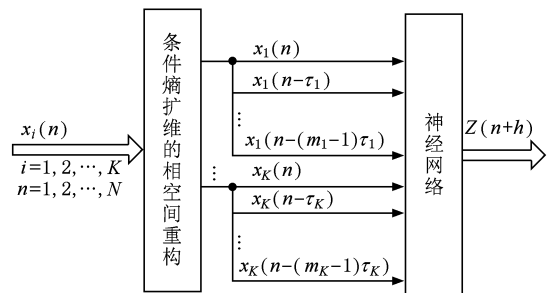 x_i(n)
i=1, 2, ⋯, K
n=1, 2, ⋯, N
条件熵扩维的相空间重构
x_1(n)
x_1(n-τ_1)
⋮
x_1(n-(m_1-1)τ_1)
⋮
x_K(n)
x_K(n-τ_K)
⋮
x_K(n-(m_K-1)τ_K)
神经网络
Z(n+h)